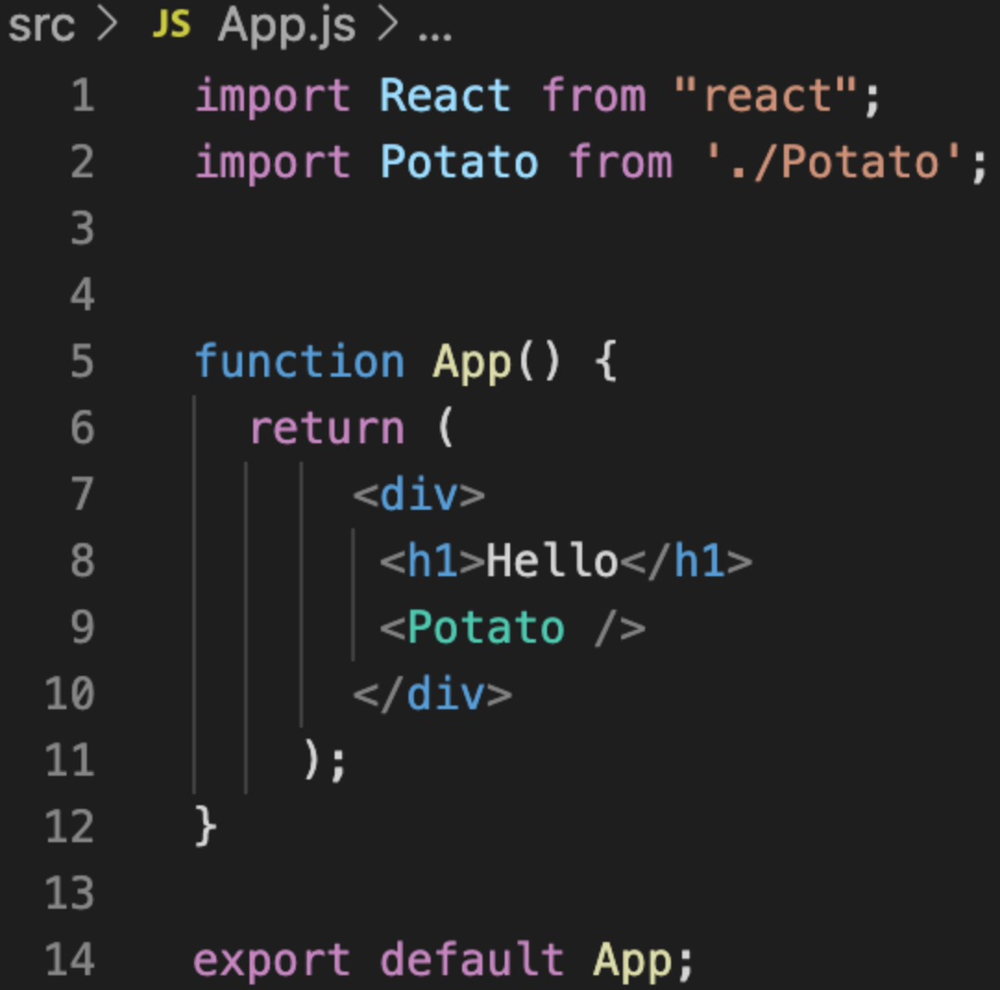 src > JS App.js > ...
1 import React from "react";
2 import Potato from './Potato';
3
4
5 function App() {
6   return (
7       <div>
8        <h1>Hello</h1>
9        <Potato />
10       </div>
11     );
12 }
13
14 export default App;